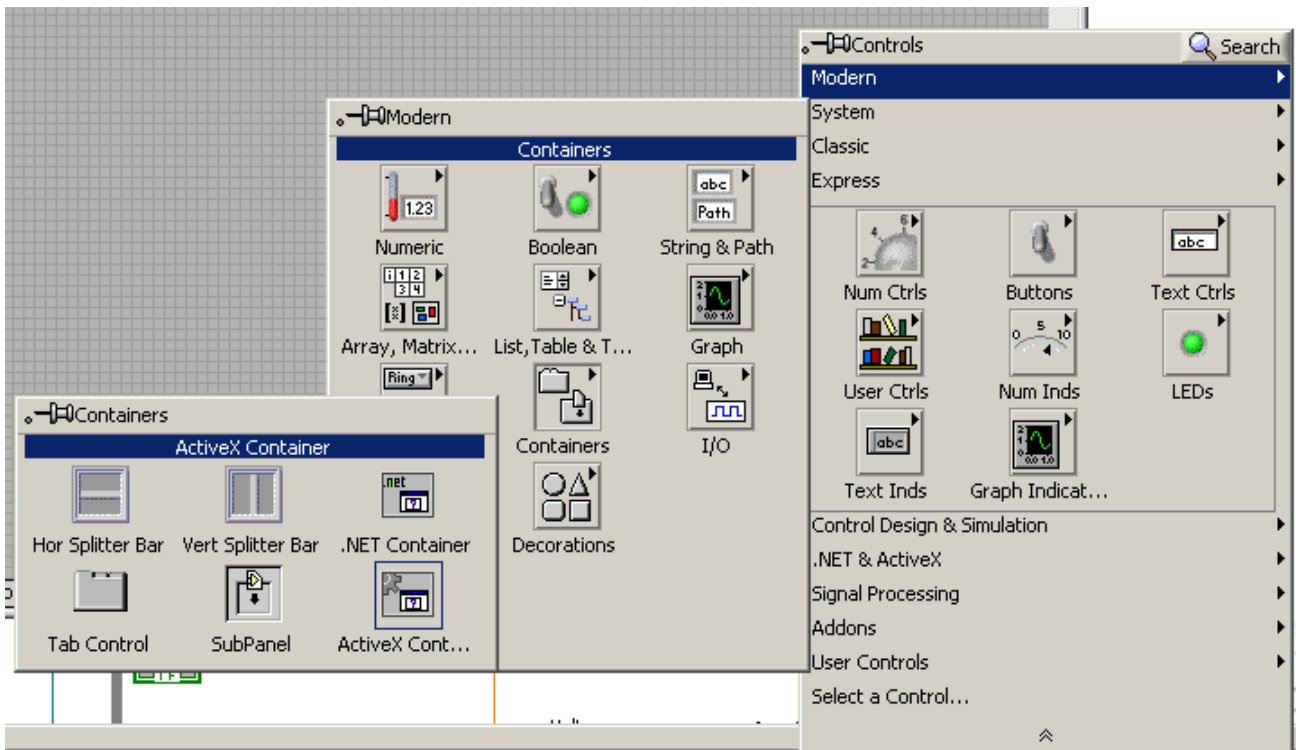 Controls
Search
Modern
System
Classic
Express
Num Ctrls
Buttons
Text Ctrls
User Ctrls
Num Inds
LEDs
Text Inds
Graph Indicat...
Control Design & Simulation
.NET & ActiveX
Signal Processing
Addons
User Controls
Select a Control...
Modern
Containers
Numeric
Boolean
String & Path
Array, Matrix...
List, Table & T...
Graph
Ring
Containers
I/O
Decorations
Containers
ActiveX Container
Hor Splitter Bar
Vert Splitter Bar
.NET Container
Tab Control
SubPanel
ActiveX Cont...
1.23
abc
Path
abc
abc
.net